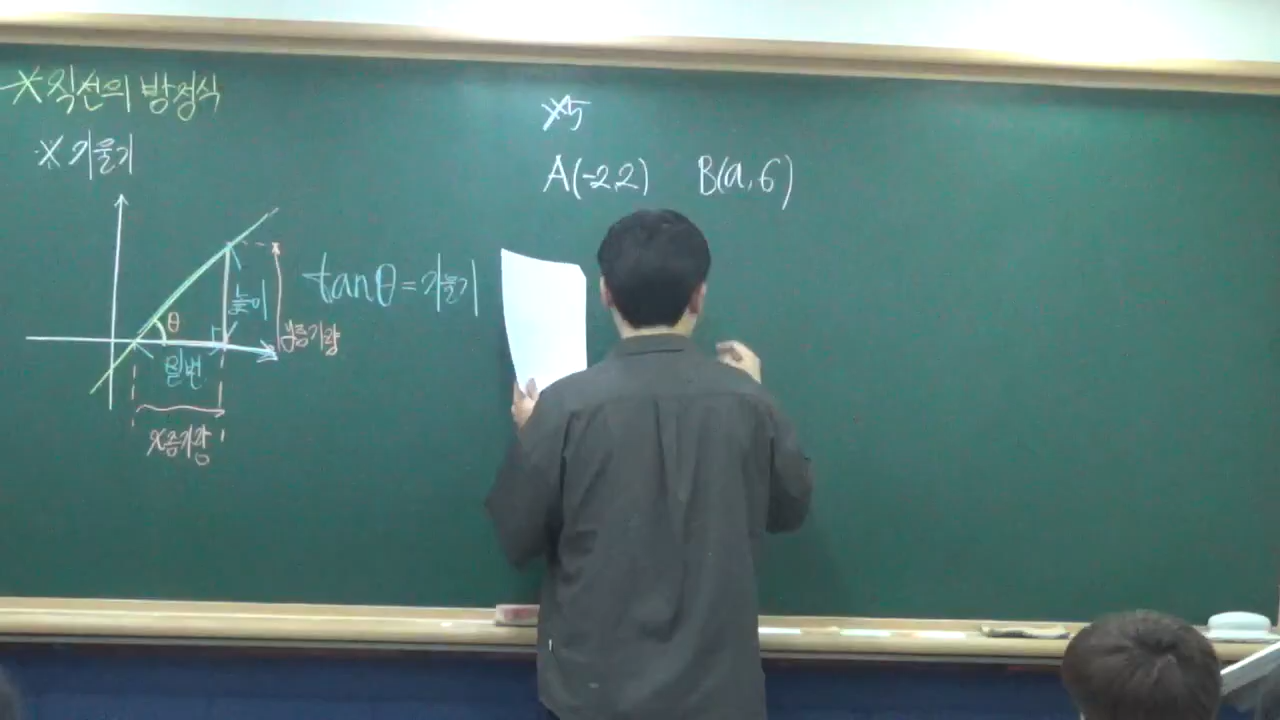 ※ 직선의 방정식
※ 기울기
θ
높이
밑변
y증가량
x증가량
tanθ=기울기
※5
A(-2,2) B(a,6)